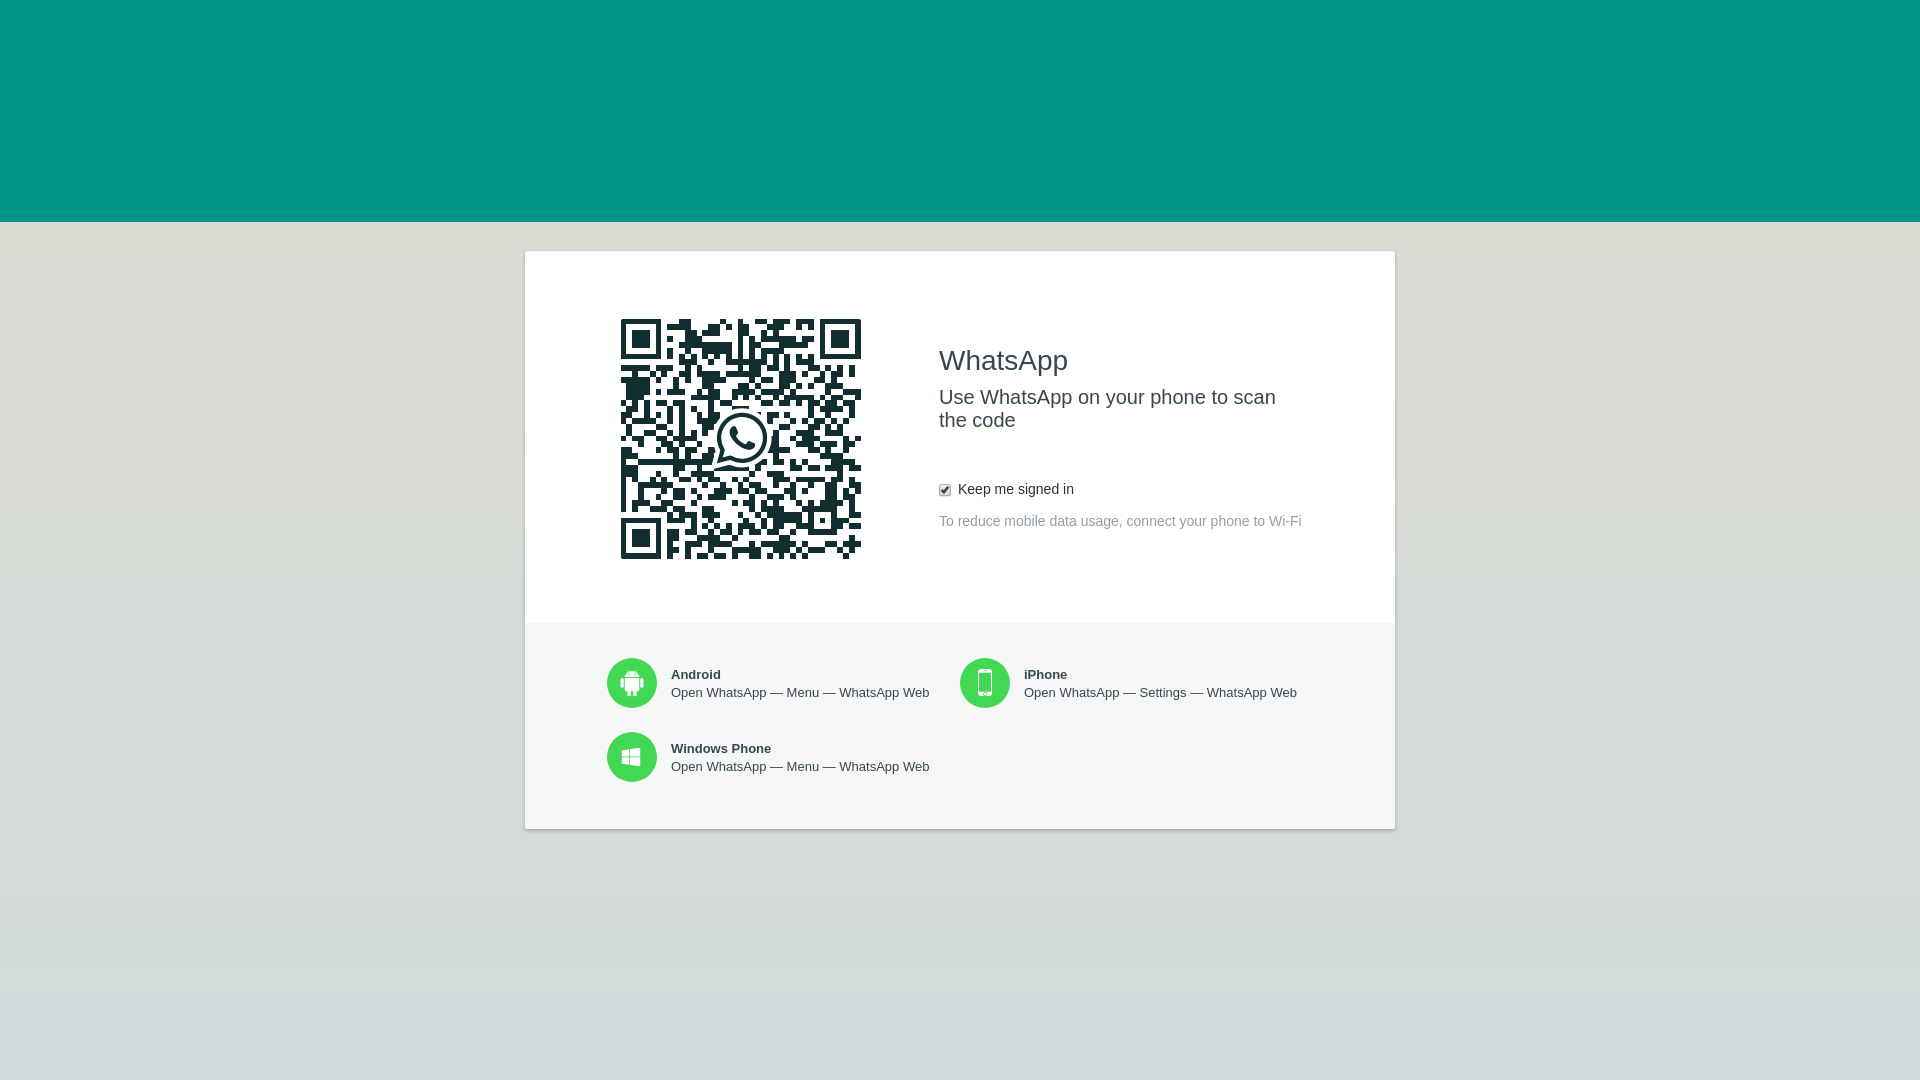 WhatsApp
Use WhatsApp on your phone to scan
the code
Keep me signed in
To reduce mobile data usage, connect your phone to Wi-Fi
Android
Open WhatsApp — Menu — WhatsApp Web
iPhone
Open WhatsApp — Settings — WhatsApp Web
Windows Phone
Open WhatsApp — Menu — WhatsApp Web